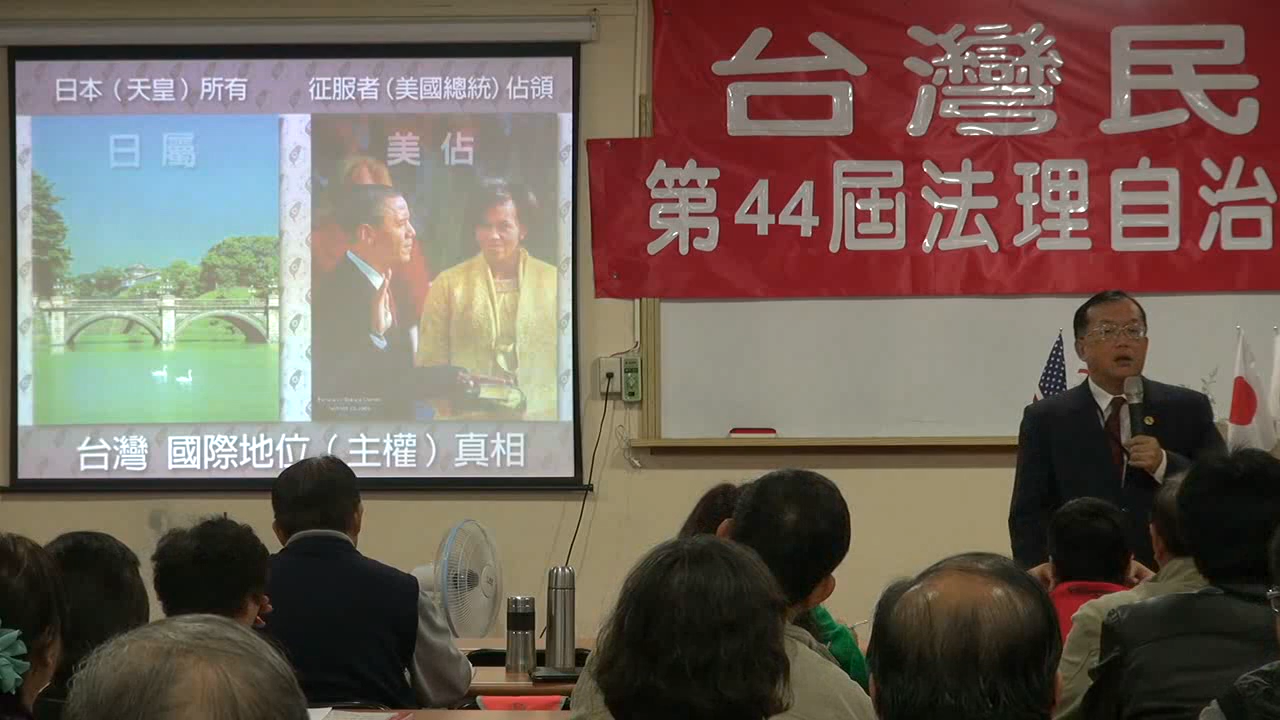 日本（天皇）所有
征服者（美國總統）佔領
日屬
美佔
台灣 國際地位（主權）真相
台灣民
第44屆法理自治